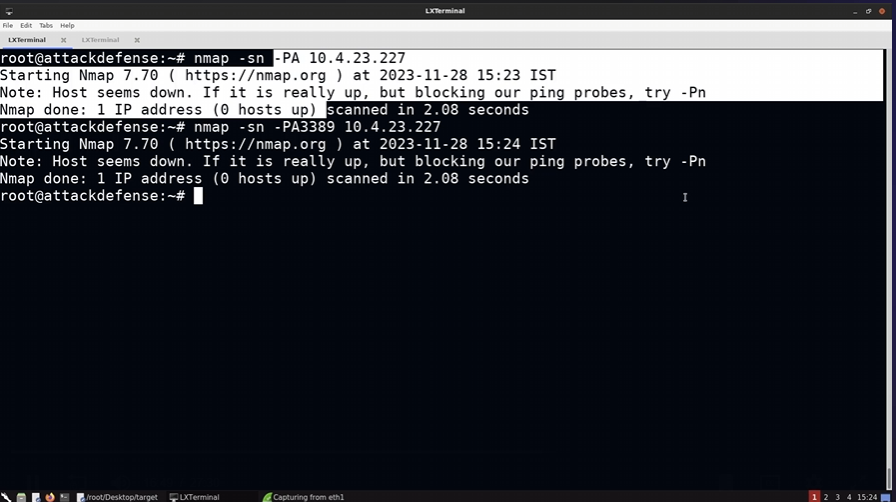 LXTerminal
File Edit Tabs Help
LXTerminal LXTerminal
root@attackdefense:~# nmap -sn -PA 10.4.23.227
Starting Nmap 7.70 ( https://nmap.org ) at 2023-11-28 15:23 IST
Note: Host seems down. If it is really up, but blocking our ping probes, try -Pn
Nmap done: 1 IP address (0 hosts up) scanned in 2.08 seconds
root@attackdefense:~# nmap -sn -PA3389 10.4.23.227
Starting Nmap 7.70 ( https://nmap.org ) at 2023-11-28 15:24 IST
Note: Host seems down. If it is really up, but blocking our ping probes, try -Pn
Nmap done: 1 IP address (0 hosts up) scanned in 2.08 seconds
root@attackdefense:~#
/root/Desktop/target LXTerminal Capturing from eth1 1 2 3 4 15:24